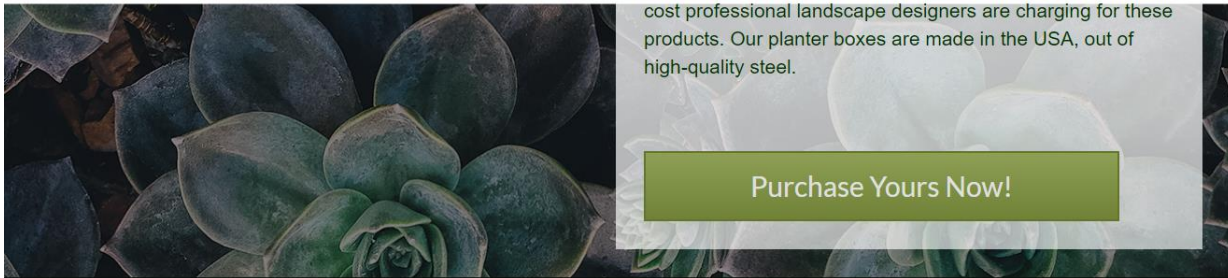 cost professional landscape designers are charging for these
products. Our planter boxes are made in the USA, out of
high-quality steel.
Purchase Yours Now!